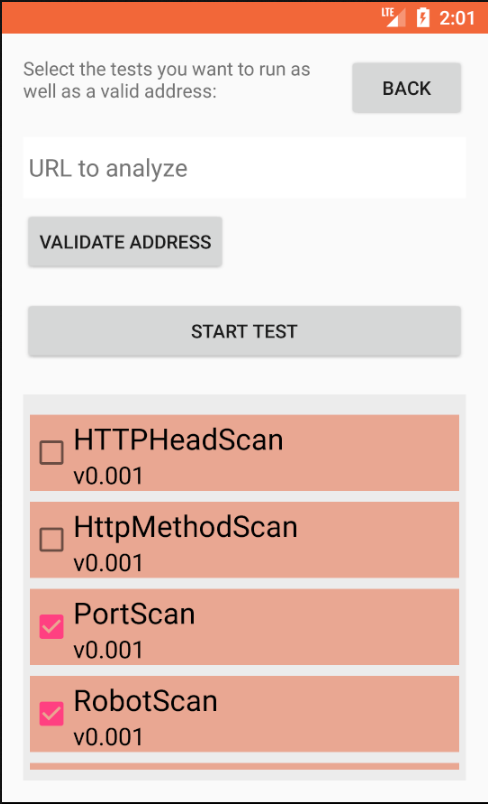 LTE 2:01
Select the tests you want to run as
well as a valid address:
BACK
URL to analyze
VALIDATE ADDRESS
START TEST
HTTPHeadScan
v0.001
HttpMethodScan
v0.001
PortScan
v0.001
RobotScan
v0.001